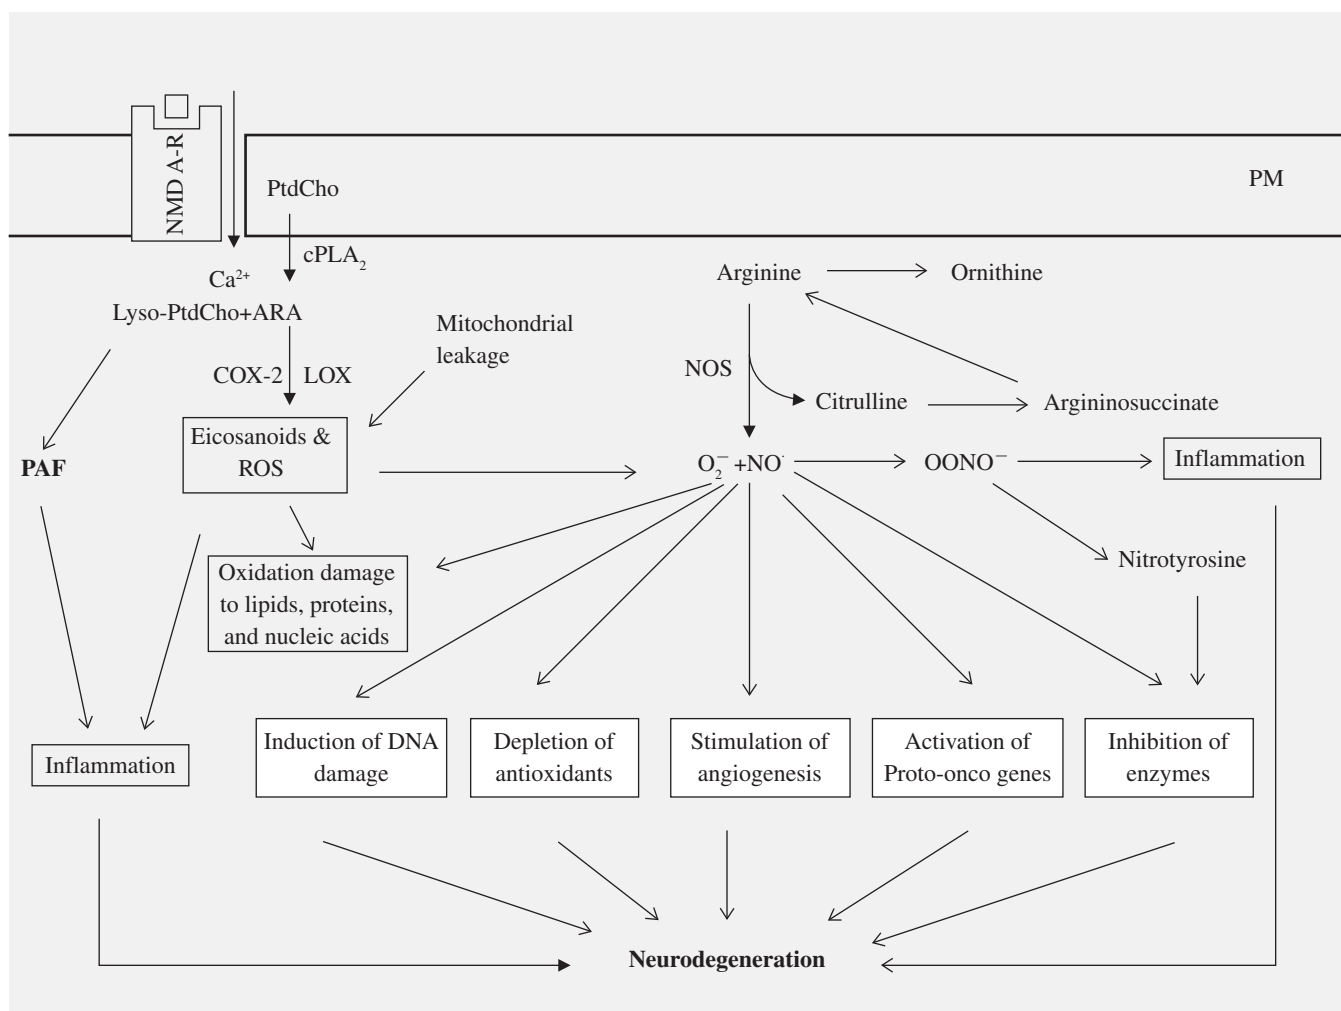 NMD A-R
PtdCho
PM
cPLA₂
Ca²⁺
Arginine
Ornithine
Lyso-PtdCho+ARA
Mitochondrial
leakage
COX-2
LOX
NOS
Citrulline
Argininosuccinate
Eicosanoids &
ROS
PAF
O₂⁻ +NO·
OONO⁻
Inflammation
Oxidation damage
to lipids, proteins,
and nucleic acids
Nitrotyrosine
Inflammation
Induction of DNA
damage
Depletion of
antioxidants
Stimulation of
angiogenesis
Activation of
Proto-onco genes
Inhibition of
enzymes
Neurodegeneration